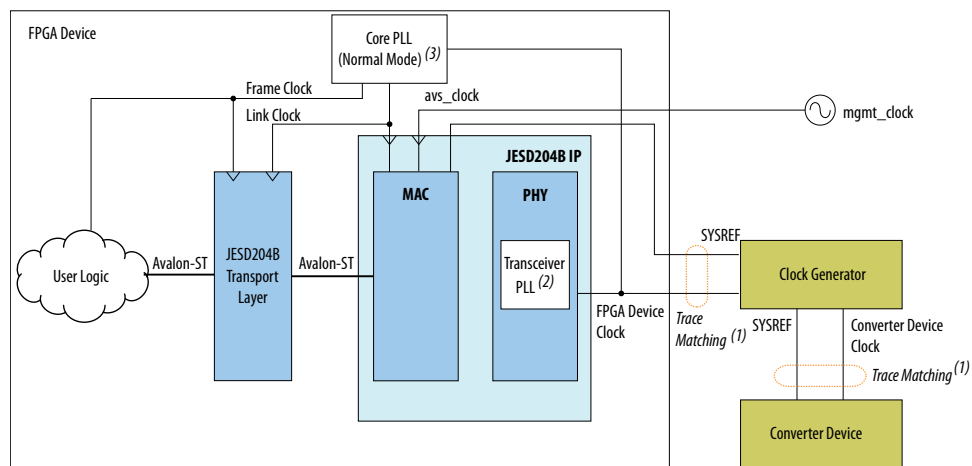 FPGA Device
Core PLL
(Normal Mode) (3)
Frame Clock
avs_clock
Link Clock
mgmt_clock
JESD204B IP
MAC
PHY
SYSREF
User Logic
Avalon-ST
JESD204B
Transport
Layer
Avalon-ST
Transceiver
PLL (2)
Clock Generator
FPGA Device
Clock
Trace
Matching (1)
SYSREF
Converter Device
Clock
Trace Matching (1)
Converter Device